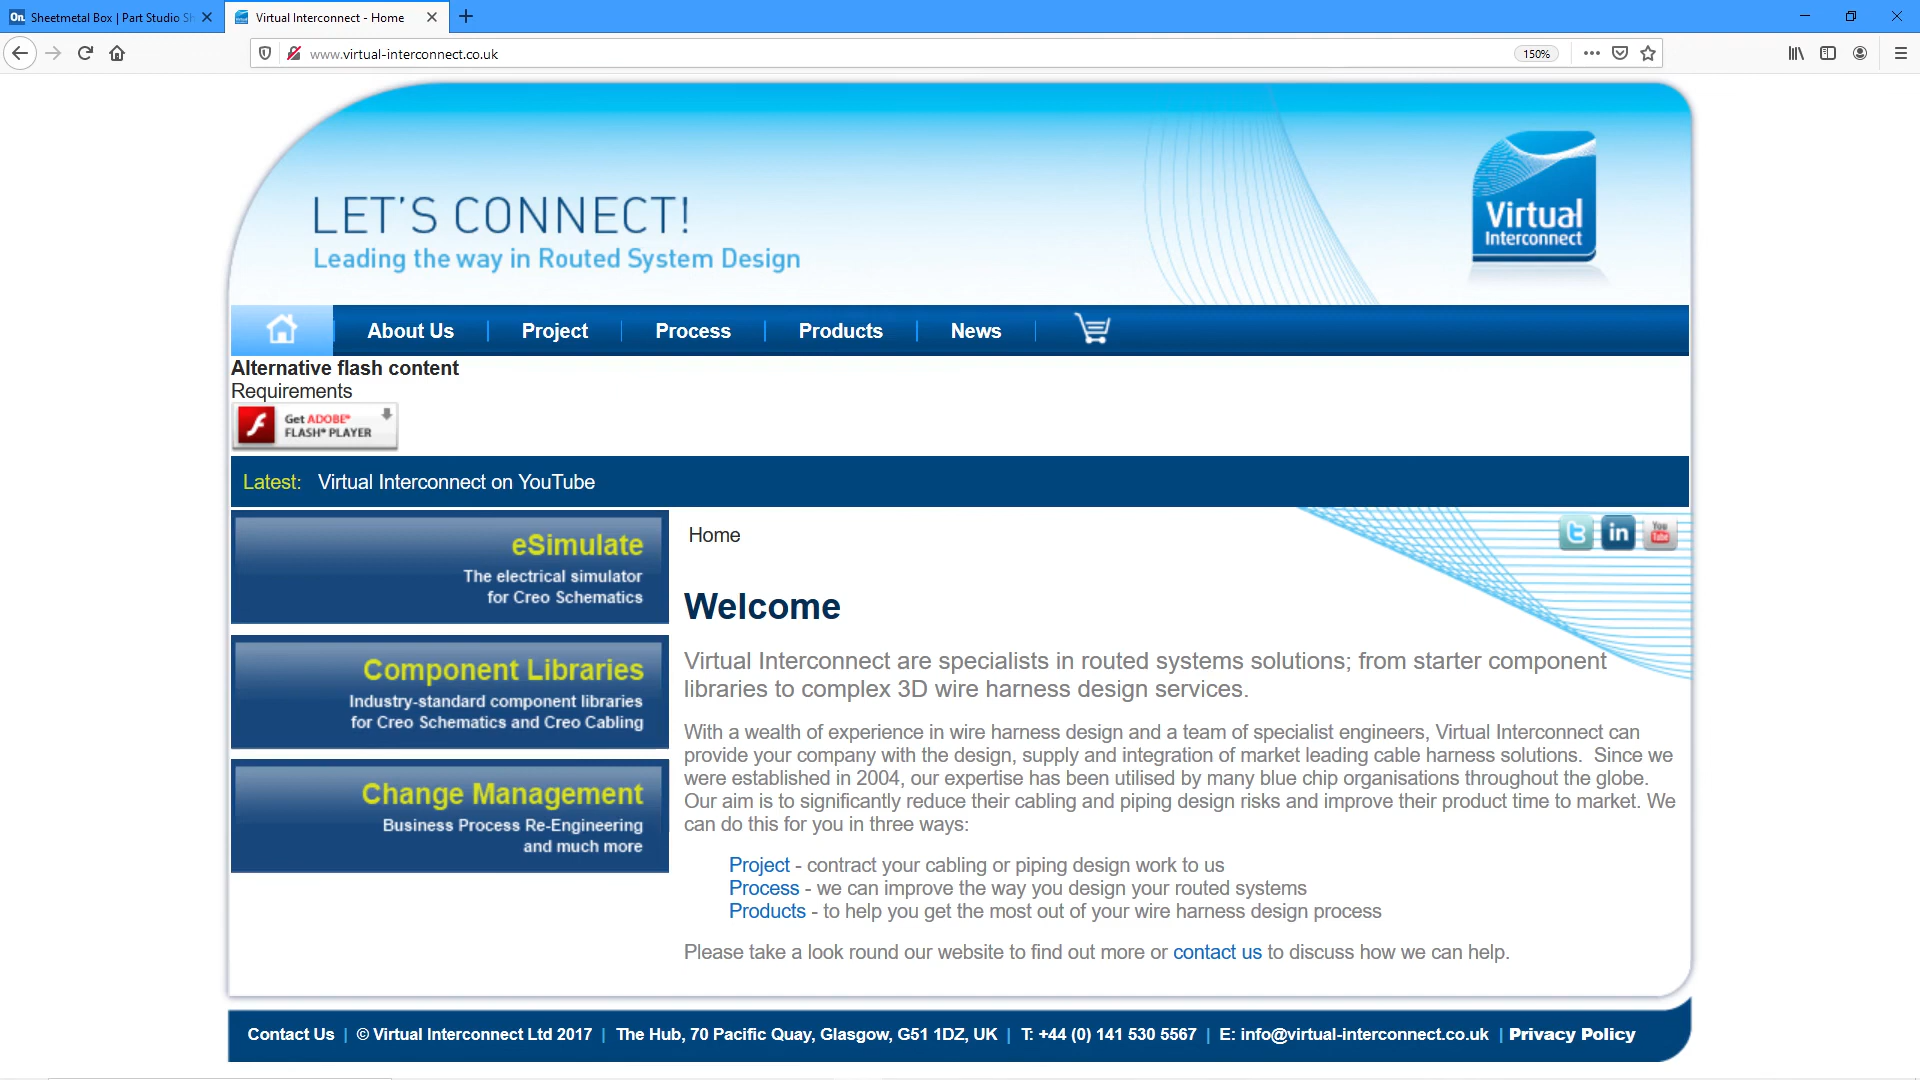 On. Sheetmetal Box | Part Studio Sh
Virtual Interconnect - Home
www.virtual-interconnect.co.uk
150%
LET'S CONNECT!
Leading the way in Routed System Design
Virtual
Interconnect
About Us | Project | Process | Products | News |
Alternative flash content
Requirements
Get ADOBE®
FLASH® PLAYER
Latest: Virtual Interconnect on YouTube
eSimulate
The electrical simulator
for Creo Schematics
Component Libraries
Industry-standard component libraries
for Creo Schematics and Creo Cabling
Change Management
Business Process Re-Engineering
and much more
Home
in
You
Tube
Welcome
Virtual Interconnect are specialists in routed systems solutions; from starter component
libraries to complex 3D wire harness design services.
With a wealth of experience in wire harness design and a team of specialist engineers, Virtual Interconnect can
provide your company with the design, supply and integration of market leading cable harness solutions. Since we
were established in 2004, our expertise has been utilised by many blue chip organisations throughout the globe.
Our aim is to significantly reduce their cabling and piping design risks and improve their product time to market. We
can do this for you in three ways:
Project - contract your cabling or piping design work to us
Process - we can improve the way you design your routed systems
Products - to help you get the most out of your wire harness design process
Please take a look round our website to find out more or contact us to discuss how we can help.
Contact Us | © Virtual Interconnect Ltd 2017 | The Hub, 70 Pacific Quay, Glasgow, G51 1DZ, UK | T: +44 (0) 141 530 5567 | E: info@virtual-interconnect.co.uk | Privacy Policy